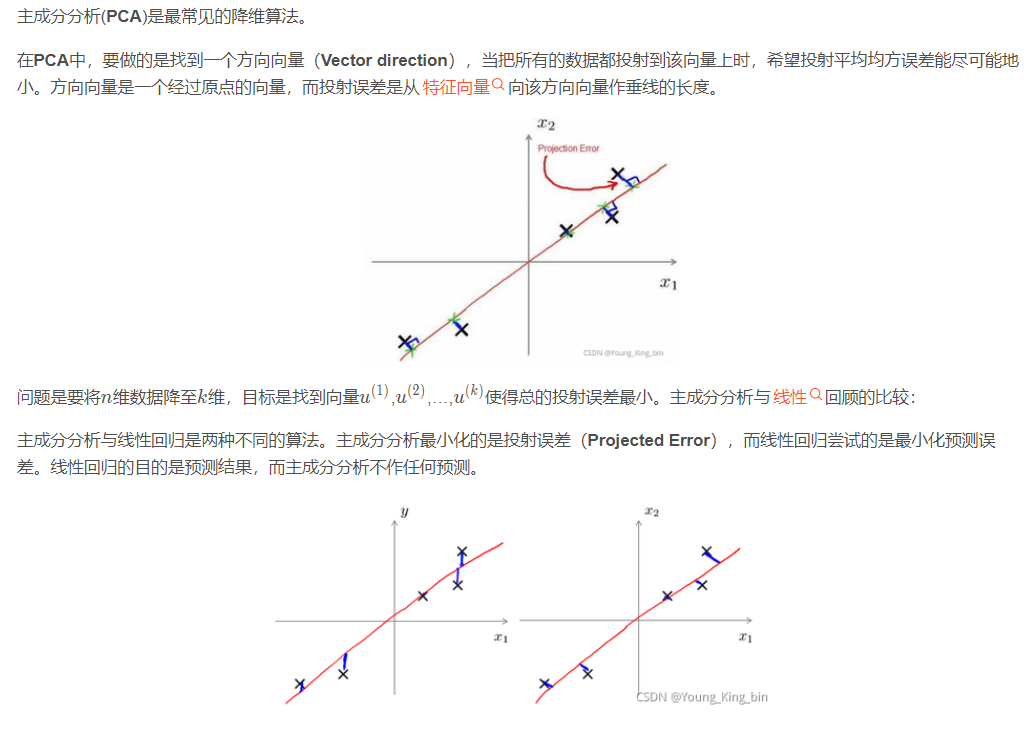 主成分分析(PCA)是最常见的降维算法。
在PCA中，要做的是找到一个方向向量（Vector direction），当把所有的数据都投射到该向量上时，希望投射平均均方误差能尽可能地
小。方向向量是一个经过原点的向量，而投射误差是从特征向量向该方向向量作垂线的长度。
x2
Projection Error
x1
CSDN @Young_King_bin
问题是要将n维数据降至k维，目标是找到向量u^(1),u^(2),...,u^(k)使得总的投射误差最小。主成分分析与线性回顾的比较：
主成分分析与线性回归是两种不同的算法。主成分分析最小化的是投射误差（Projected Error），而线性回归尝试的是最小化预测误
差。线性回归的目的是预测结果，而主成分分析不作任何预测。
y
x1
x2
x1
CSDN @Young_King_bin